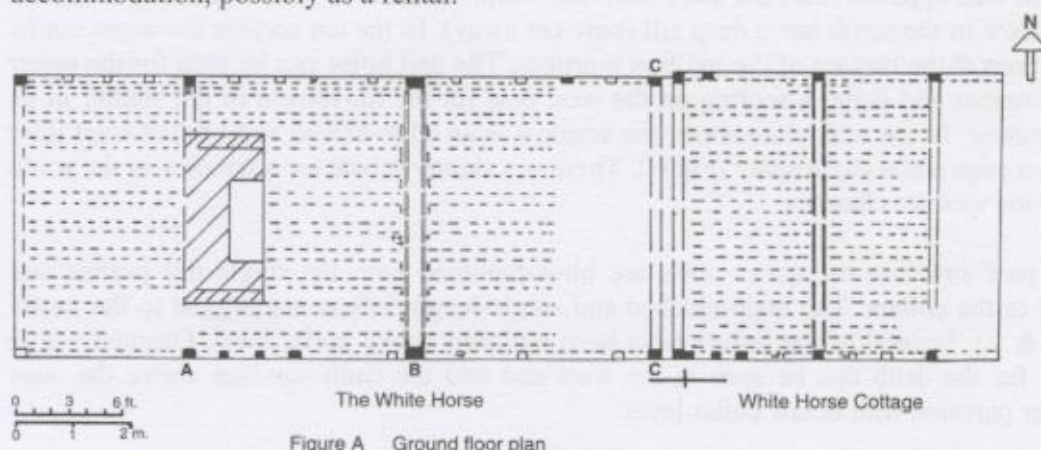 accommodation, possibly as a rental.
N
C
A
B
C
0 3 6 ft.
0 1 2 m.
The White Horse
White Horse Cottage
Figure A Ground floor plan